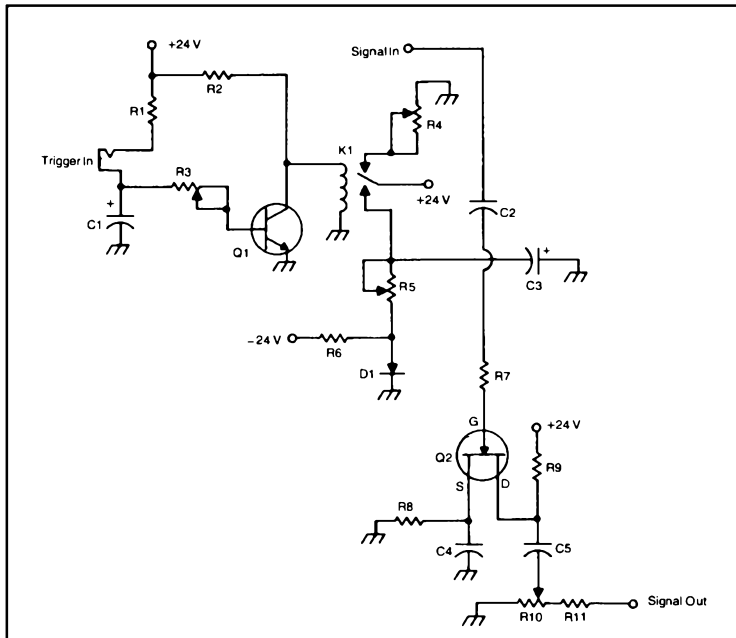 +24 V
Signal In
R2
R1
R4
K1
Trigger In
R3
+24 V
+
C1
C2
Q1
+
C3
R5
−24 V
R6
D1
R7
G
+24 V
Q2
R9
S
D
R8
C4
C5
R10
R11
Signal Out